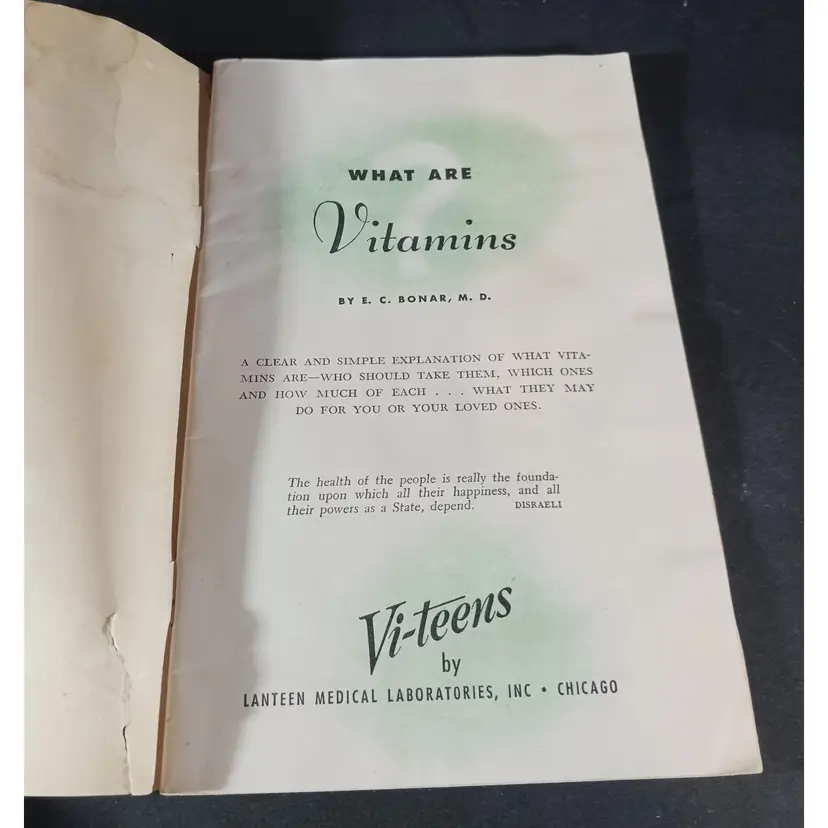 ?
WHAT ARE
Vitamins
BY E. C. BONAR, M. D.
A CLEAR AND SIMPLE EXPLANATION OF WHAT VITA-
MINS ARE—WHO SHOULD TAKE THEM, WHICH ONES
AND HOW MUCH OF EACH . . . WHAT THEY MAY
DO FOR YOU OR YOUR LOVED ONES.
The health of the people is really the founda-
tion upon which all their happiness, and all
their powers as a State, depend. DISRAELI
Vi-teens
by
LANTEEN MEDICAL LABORATORIES, INC • CHICAGO